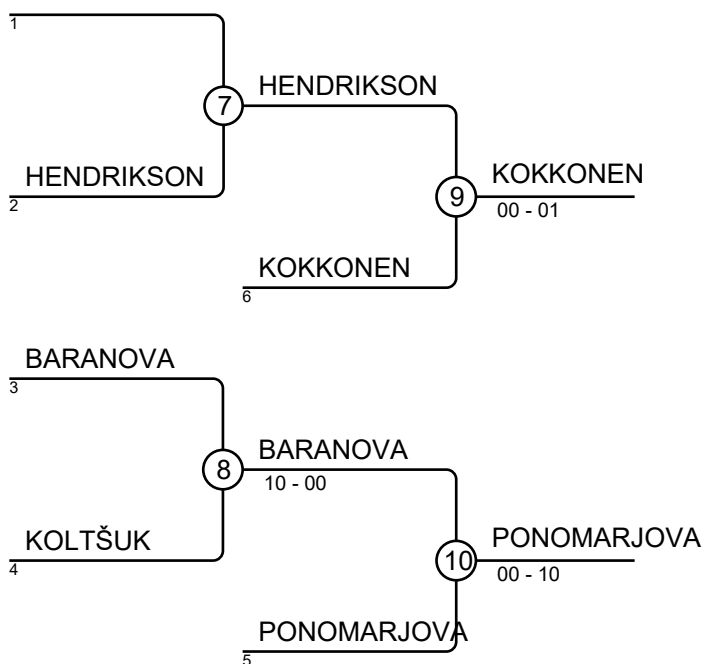 1
7
HENDRIKSON
HENDRIKSON
2
9
KOKKONEN
00 - 01
KOKKONEN
6
BARANOVA
3
8
BARANOVA
10 - 00
KOLTŠUK
4
10
PONOMARJOVA
00 - 10
PONOMARJOVA
5